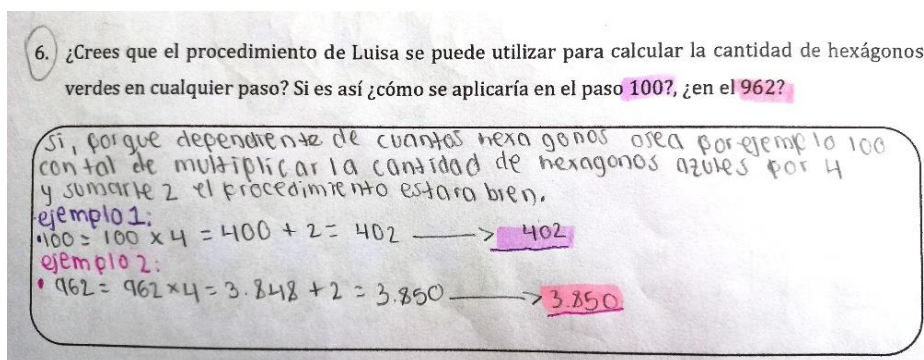 6. ¿Crees que el procedimiento de Luisa se puede utilizar para calcular la cantidad de hexágonos
verdes en cualquier paso? Si es así ¿cómo se aplicaría en el paso 100?, ¿en el 962?
Si, porque dependiente de cuantos hexagonos osea por ejemplo 100
con tal de multiplicar la cantidad de hexagonos azules por 4
y sumarle 2 el procedimiento estara bien.
ejemplo 1:
•100 = 100 x 4 = 400 + 2 = 402 → 402
ejemplo 2:
• 962 = 962 x 4 = 3.848 + 2 = 3.850 → 3.850